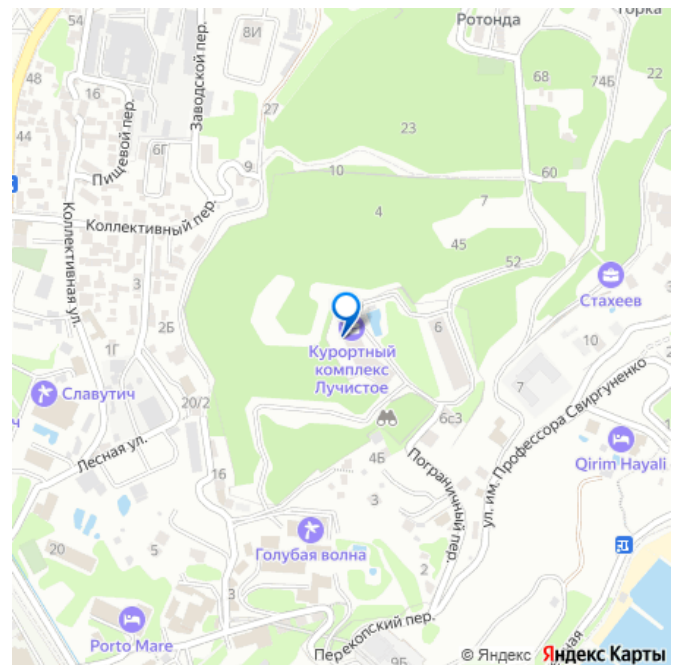 54
8И
Ротонда
Горка
48
16
Заводской пер.
27
68
74Б
22
44
Пищевой пер.
6Г
23
9
10
60
Коллективный пер.
Коллективная ул.
4
7
45
3
52
Стахеев
2Б
6
10
1Г
Курортный
комплекс
Лучистое
7
Славутич
20/2
6с3
Лесная ул.
16
4Б
Пограничный пер.
ул. им. Профессора Свиргуненко
Qirim Hayali
3
20
5
Голубая волна
2
3
Porto Mare
Перекопский пер.
9Б
© Яндекс Яндекс Карты